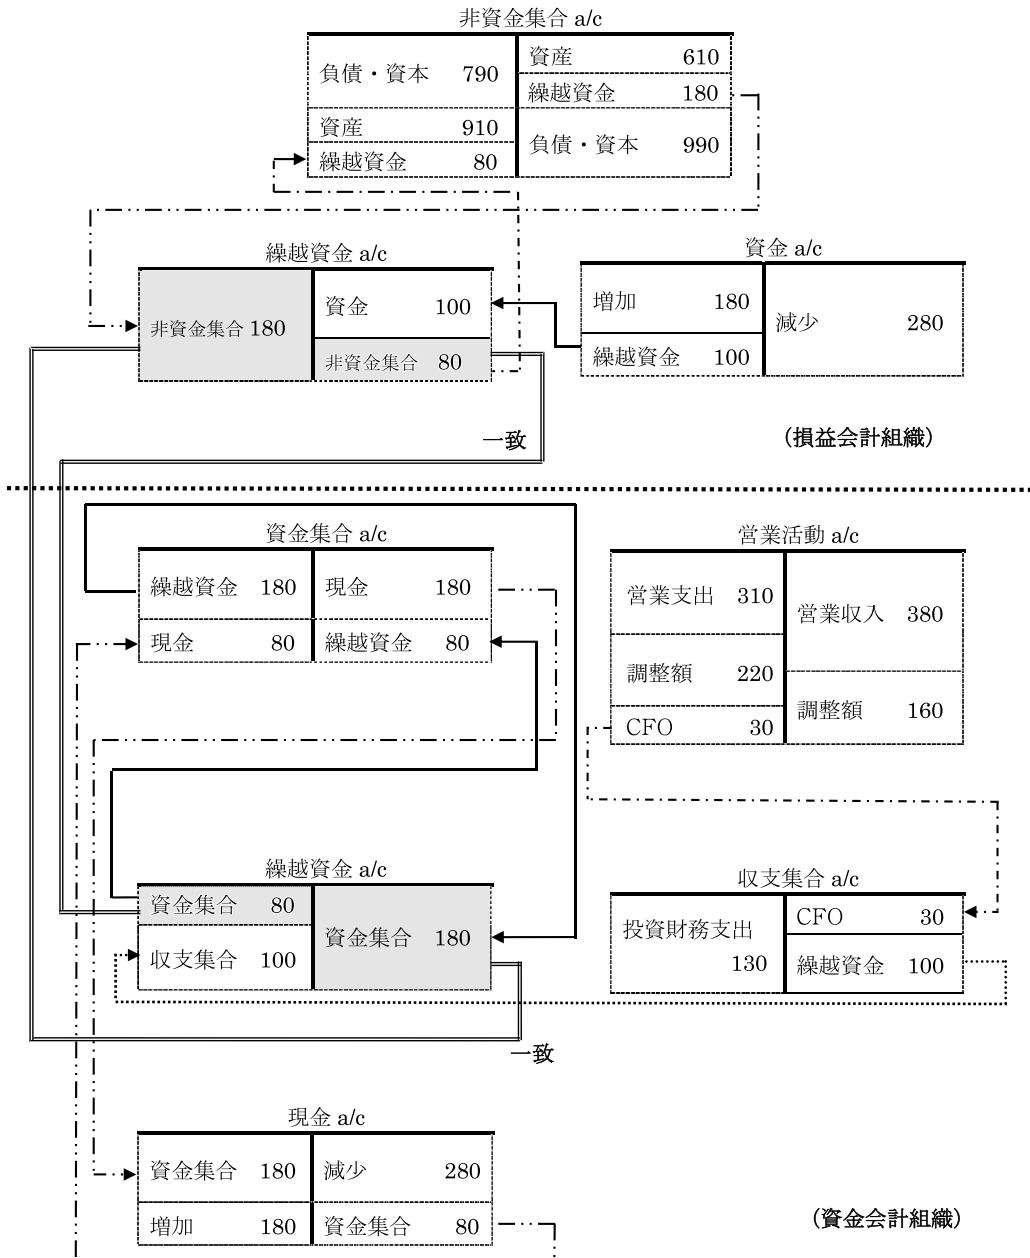 非資金集合 a/c
負債・資本 790
資産 610
繰越資金 180
資産 910
繰越資金 80
負債・資本 990
繰越資金 a/c
非資金集合 180
資金 100
非資金集合 80
資金 a/c
増加 180
繰越資金 100
減少 280
一致
(損益会計組織)
資金集合 a/c
繰越資金 180
現金 180
現金 80
繰越資金 80
営業活動 a/c
営業支出 310
営業収入 380
調整額 220
調整額 160
CFO 30
繰越資金 a/c
資金集合 80
資金集合 180
収支集合 100
収支集合 a/c
投資財務支出
130
CFO 30
繰越資金 100
一致
現金 a/c
資金集合 180
減少 280
増加 180
資金集合 80
(資金会計組織)